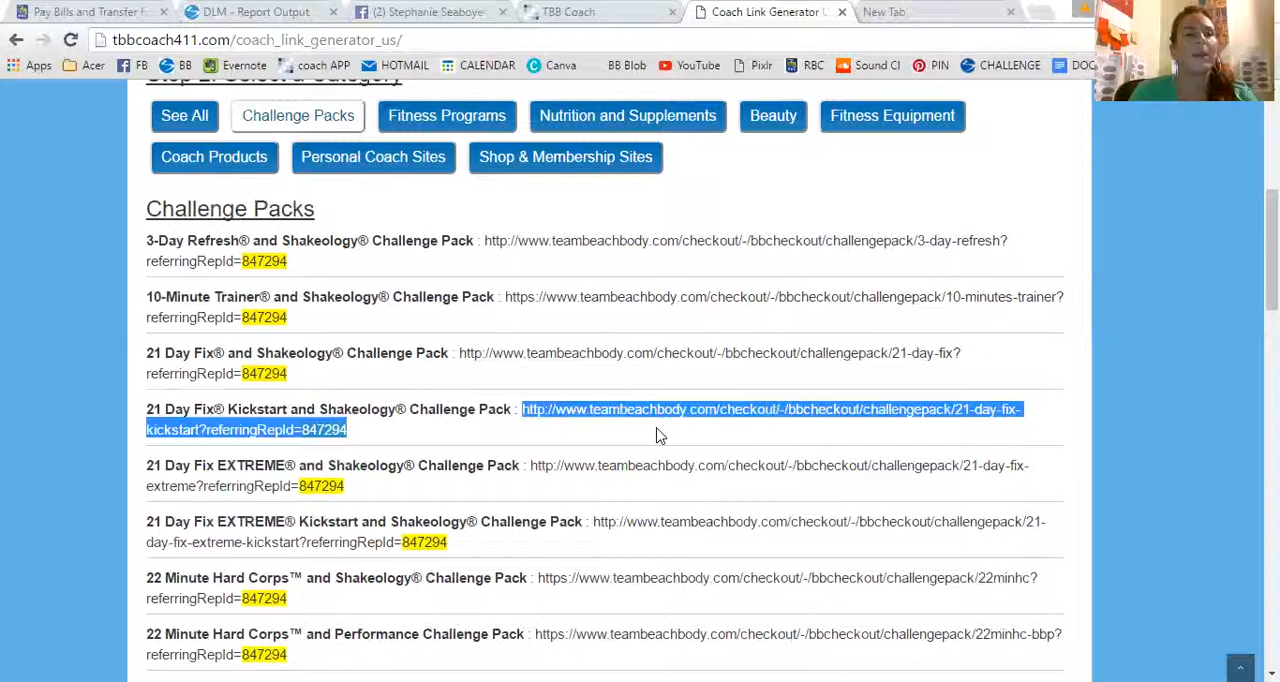 Pay Bills and Transfer F
DLM - Report Output
(2) Stephanie Seaboye
TBB Coach
Coach Link Generator U
New Tab
tbbcoach411.com/coach_link_generator_us/
Apps Acer FB BB Evernote coach APP HOTMAIL CALENDAR Canva BB Blob YouTube Pixlr RBC Sound Cl PIN CHALLENGE DOC
Step 2: Select a Category
See All Challenge Packs Fitness Programs Nutrition and Supplements Beauty Fitness Equipment
Coach Products Personal Coach Sites Shop & Membership Sites
Challenge Packs
3-Day Refresh® and Shakeology® Challenge Pack : http://www.teambeachbody.com/checkout/-/bbcheckout/challengepack/3-day-refresh?
referringRepId=847294
10-Minute Trainer® and Shakeology® Challenge Pack : https://www.teambeachbody.com/checkout/-/bbcheckout/challengepack/10-minutes-trainer?
referringRepId=847294
21 Day Fix® and Shakeology® Challenge Pack : http://www.teambeachbody.com/checkout/-/bbcheckout/challengepack/21-day-fix?
referringRepId=847294
21 Day Fix® Kickstart and Shakeology® Challenge Pack : http://www.teambeachbody.com/checkout/-/bbcheckout/challengepack/21-day-fix-
kickstart?referringRepId=847294
21 Day Fix EXTREME® and Shakeology® Challenge Pack : http://www.teambeachbody.com/checkout/-/bbcheckout/challengepack/21-day-fix-
extreme?referringRepId=847294
21 Day Fix EXTREME® Kickstart and Shakeology® Challenge Pack : http://www.teambeachbody.com/checkout/-/bbcheckout/challengepack/21-
day-fix-extreme-kickstart?referringRepId=847294
22 Minute Hard Corps™ and Shakeology® Challenge Pack : https://www.teambeachbody.com/checkout/-/bbcheckout/challengepack/22minhc?
referringRepId=847294
22 Minute Hard Corps™ and Performance Challenge Pack : https://www.teambeachbody.com/checkout/-/bbcheckout/challengepack/22minhc-bbp?
referringRepId=847294